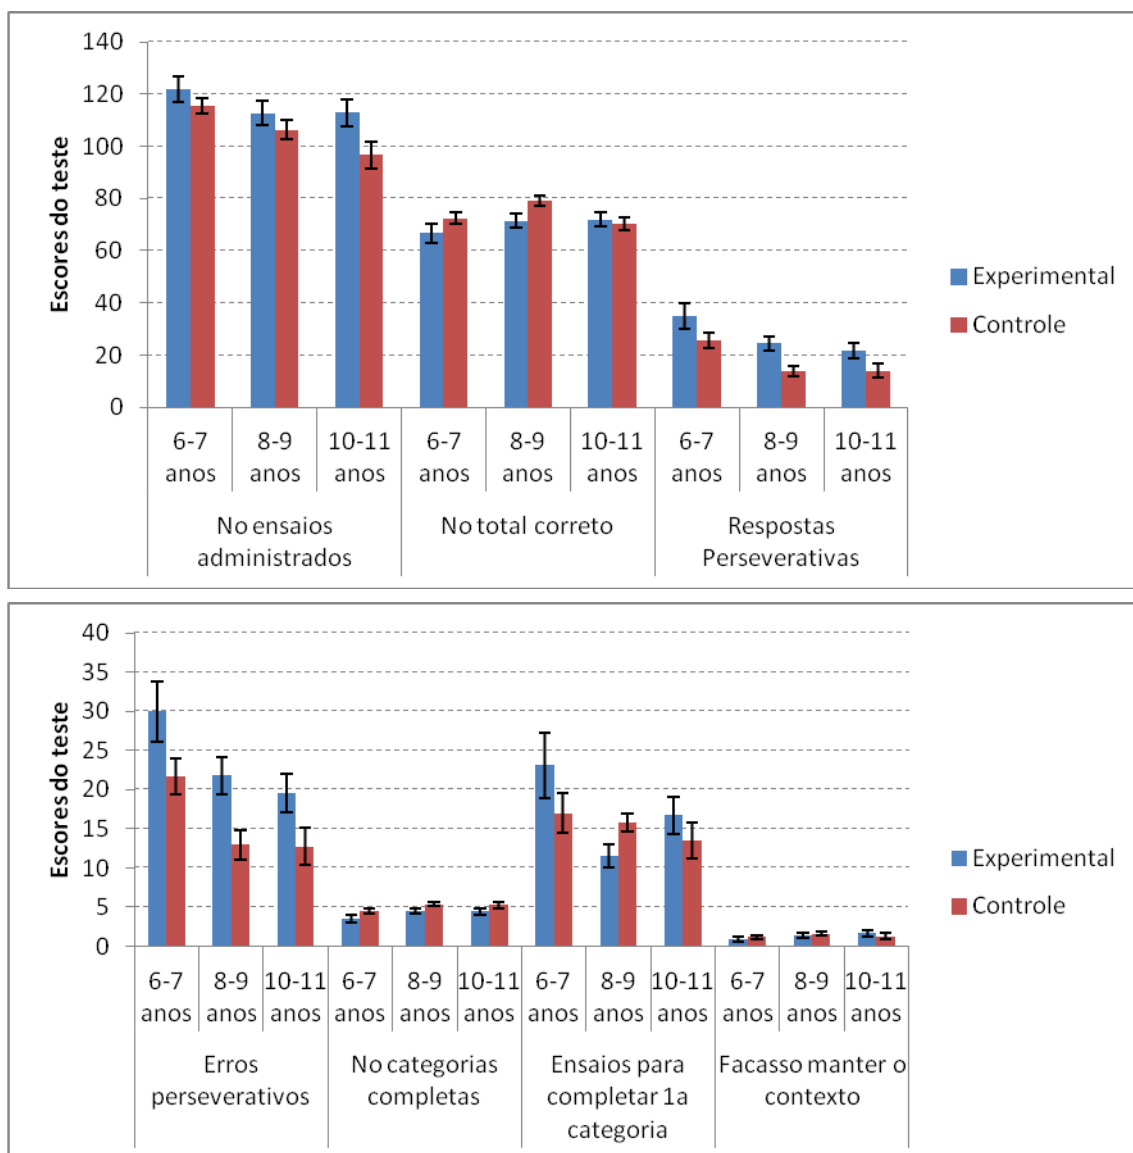 140
120
100
80
60
40
20
0
Escores do teste
6-7 8-9 10-11 6-7 8-9 10-11 6-7 8-9 10-11
anos anos anos anos anos anos anos anos anos
No ensaios No total correto Respostas
administrados Perseverativas
Experimental
Controle
40
35
30
25
20
15
10
5
0
Escores do teste
6-7 8-9 10-11 6-7 8-9 10-11 6-7 8-9 10-11 6-7 8-9 10-11
anos anos anos anos anos anos anos anos anos anos anos anos
Erros No categorias Ensaios para Facasso manter o
perseverativos completas completar 1a contexto
categoria
Experimental
Controle